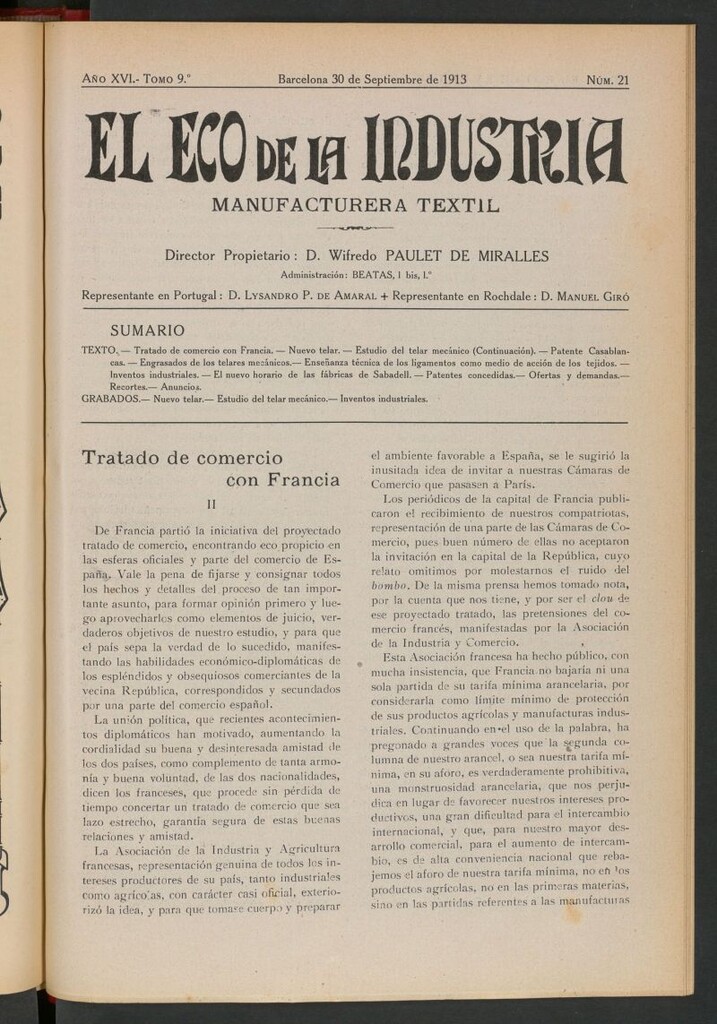 AÑO XVI.- TOMO 9.º
Barcelona 30 de Septiembre de 1913
NÚM. 21
EL ECO DE LA INDUSTRIA
MANUFACTURERA TEXTIL
Director Propietario: D. Wifredo PAULET DE MIRALLES
Administración: BEATAS, 1 bis, 1.º
Representante en Portugal: D. LYSANDRO P. DE AMARAL + Representante en Rochdale: D. MANUEL GIRÓ
SUMARIO
TEXTO.— Tratado de comercio con Francia. — Nuevo telar. — Estudio del telar mecánico (Continuación). — Patente Casablan-
cas. — Engrasados de los telares mecánicos.— Enseñanza técnica de los ligamentos como medio de acción de los tejidos. —
Inventos industriales. — El nuevo horario de las fábricas de Sabadell. — Patentes concedidas.— Ofertas y demandas.—
Recortes.— Anuncios.
GRABADOS.— Nuevo telar.— Estudio del telar mecánico.— Inventos industriales.
Tratado de comercio
con Francia
II
De Francia partió la iniciativa del proyectado
tratado de comercio, encontrando eco propicio en
las esferas oficiales y parte del comercio de Es-
paña. Vale la pena de fijarse y consignar todos
los hechos y detalles del proceso de tan impor-
tante asunto, para formar opinión primero y lue-
go aprovecharlos como elementos de juicio, ver-
daderos objetivos de nuestro estudio, y para que
el país sepa la verdad de lo sucedido, manifes-
tando las habilidades económico-diplomáticas de
los espléndidos y obsequiosos comerciantes de la
vecina República, correspondidos y secundados
por una parte del comercio español.
La unión política, que recientes acontecimien-
tos diplomáticos han motivado, aumentando la
cordialidad su buena y desinteresada amistad de
los dos países, como complemento de tanta armo-
nía y buena voluntad, de las dos nacionalidades,
dicen los franceses, que procede sin pérdida de
tiempo concertar un tratado de comercio que sea
lazo estrecho, garantía segura de estas buenas
relaciones y amistad.
La Asociación de la Industria y Agricultura
francesas, representación genuina de todos los in-
tereses productores de su país, tanto industriales
como agrícolas, con carácter casi oficial, exterio-
rizó la idea, y para que tomase cuerpo y preparar
el ambiente favorable a España, se le sugirió la
inusitada idea de invitar a nuestras Cámaras de
Comercio que pasasen a París.
Los periódicos de la capital de Francia publi-
caron el recibimiento de nuestros compatriotas,
representación de una parte de las Cámaras de Co-
mercio, pues buen número de ellas no aceptaron
la invitación en la capital de la República, cuyo
relato omitimos por molestarnos el ruido del
bombo. De la misma prensa hemos tomado nota,
por la cuenta que nos tiene, y por ser el clou de
ese proyectado tratado, las pretensiones del co-
mercio francés, manifestadas por la Asociación
de la Industria y Comercio.
Esta Asociación francesa ha hecho público, con
mucha insistencia, que Francia no bajaría ni una
sola partida de su tarifa mínima arancelaria, por
considerarla como límite mínimo de protección
de sus productos agrícolas y manufacturas indus-
triales. Continuando en el uso de la palabra, ha
pregonado a grandes voces que la segunda co-
lumna de nuestro arancel, o sea nuestra tarifa mí-
nima, en su aforo, es verdaderamente prohibitiva,
una monstruosidad arancelaria, que nos perju-
dica en lugar de favorecer nuestros intereses pro-
ductivos, una gran dificultad para el intercambio
internacional, y que, para nuestro mayor des-
arrollo comercial, para el aumento de intercam-
bio, es de alta conveniencia nacional que reba-
jemos el aforo de nuestra tarifa mínima, no en los
productos agrícolas, no en las primeras materias,
sino en las partidas referentes a las manufacturas